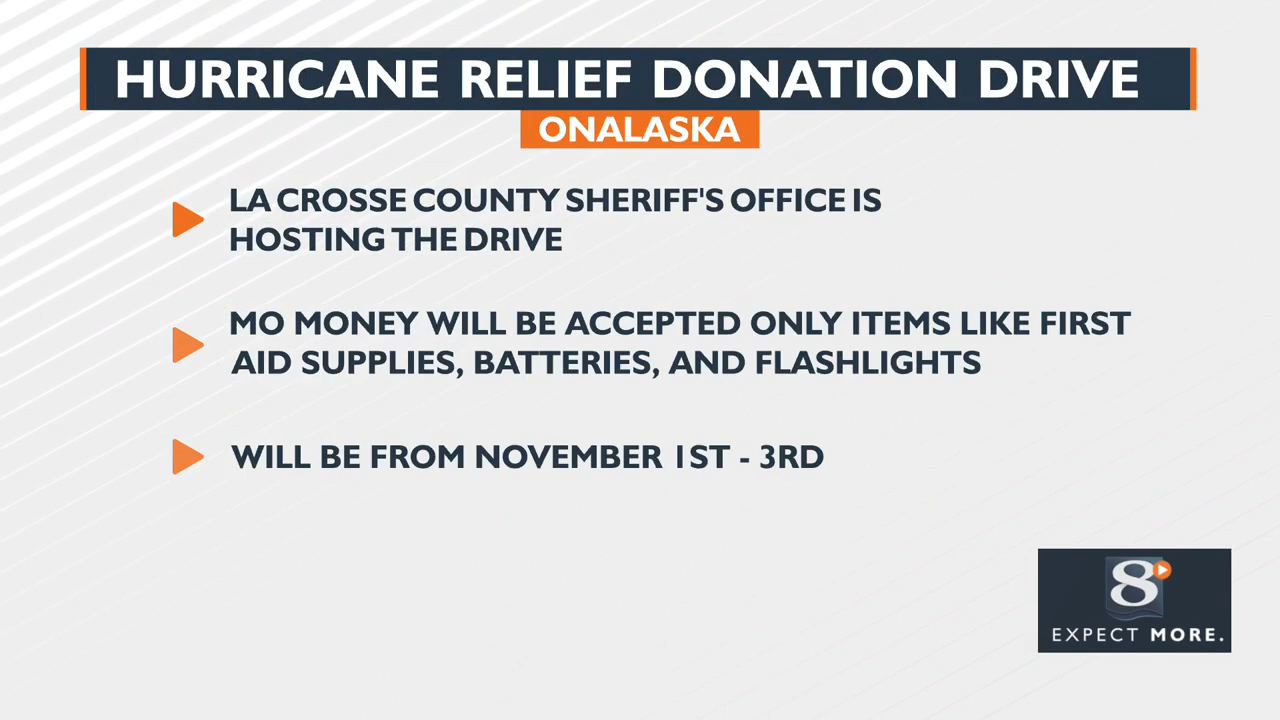 HURRICANE RELIEF DONATION DRIVE
ONALASKA
LA CROSSE COUNTY SHERIFF'S OFFICE IS
HOSTING THE DRIVE
MO MONEY WILL BE ACCEPTED ONLY ITEMS LIKE FIRST
AID SUPPLIES, BATTERIES, AND FLASHLIGHTS
WILL BE FROM NOVEMBER 1ST - 3RD
8
EXPECT MORE.